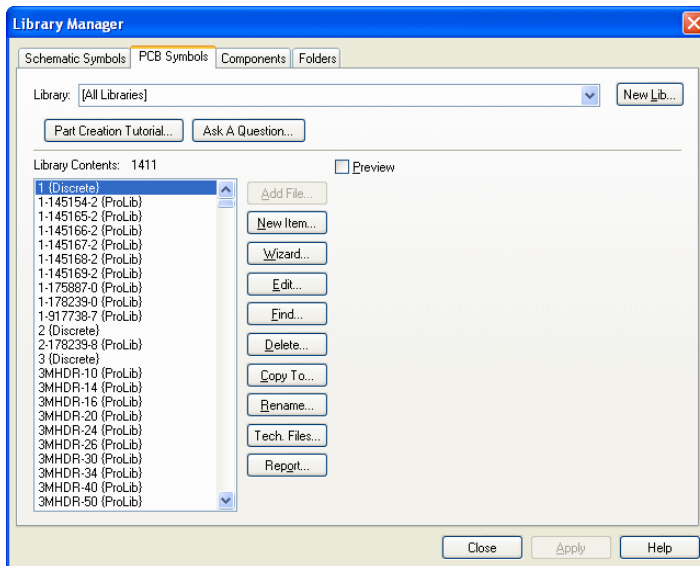 Library Manager
Schematic Symbols PCB Symbols Components Folders
Library: [All Libraries] New Lib...
Part Creation Tutorial... Ask A Question...
Library Contents: 1411
Preview
1 {Discrete}
1-145154-2 {ProLib}
1-145165-2 {ProLib}
1-145166-2 {ProLib}
1-145167-2 {ProLib}
1-145168-2 {ProLib}
1-145169-2 {ProLib}
1-175887-0 {ProLib}
1-178239-0 {ProLib}
1-917738-7 {ProLib}
2 {Discrete}
2-178239-8 {ProLib}
3 {Discrete}
3MHDR-10 {ProLib}
3MHDR-14 {ProLib}
3MHDR-16 {ProLib}
3MHDR-20 {ProLib}
3MHDR-24 {ProLib}
3MHDR-26 {ProLib}
3MHDR-30 {ProLib}
3MHDR-34 {ProLib}
3MHDR-40 {ProLib}
3MHDR-50 {ProLib}
Add File...
New Item...
Wizard...
Edit...
Find...
Delete...
Copy To...
Rename...
Tech. Files...
Report...
Close Apply Help